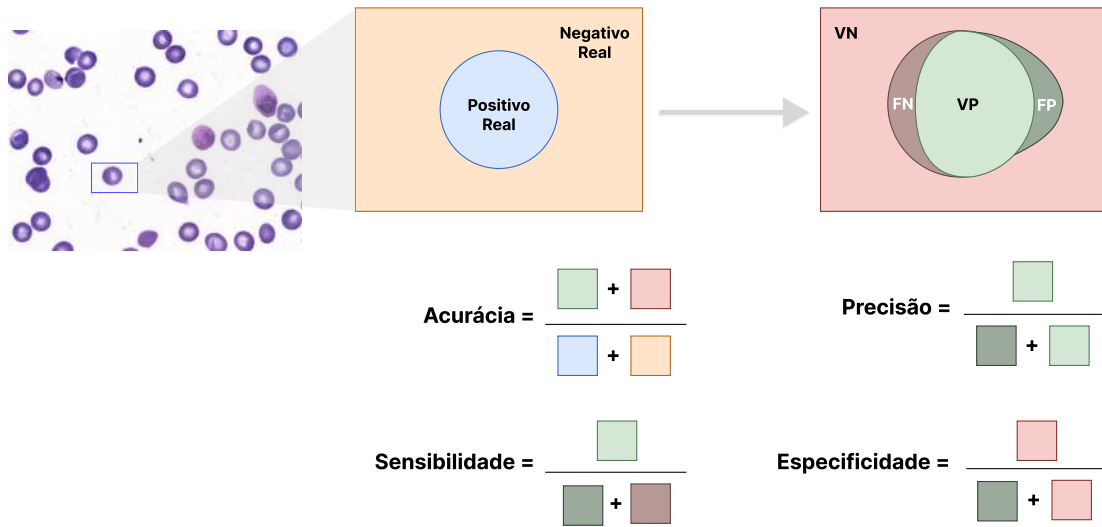 Negativo
Real
Positivo
Real
VN
FN
VP
FP
Acurácia =
+
+
Precisão =
+
Sensibilidade =
+
Especificidade =
+